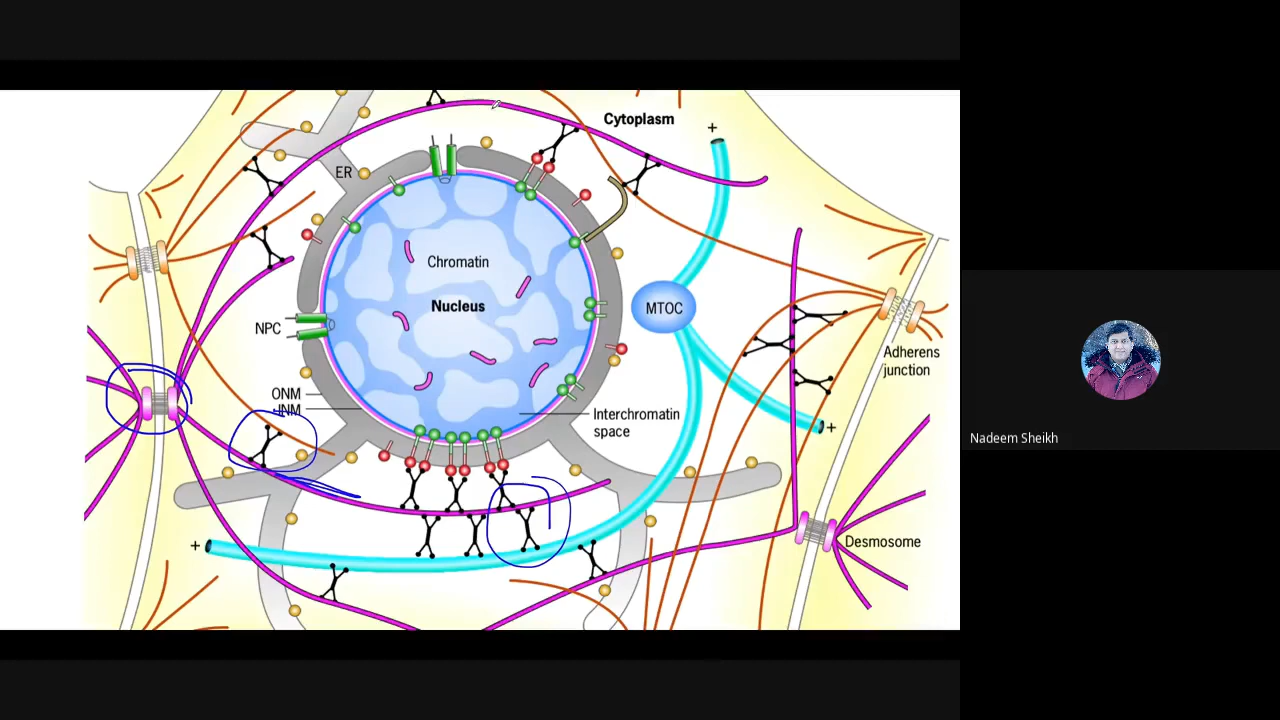 Cytoplasm
+
ER
Chromatin
Nucleus
MTOC
NPC
Adherens
junction
ONM
INM
Interchromatin
space
+
+
Desmosome
Nadeem Sheikh